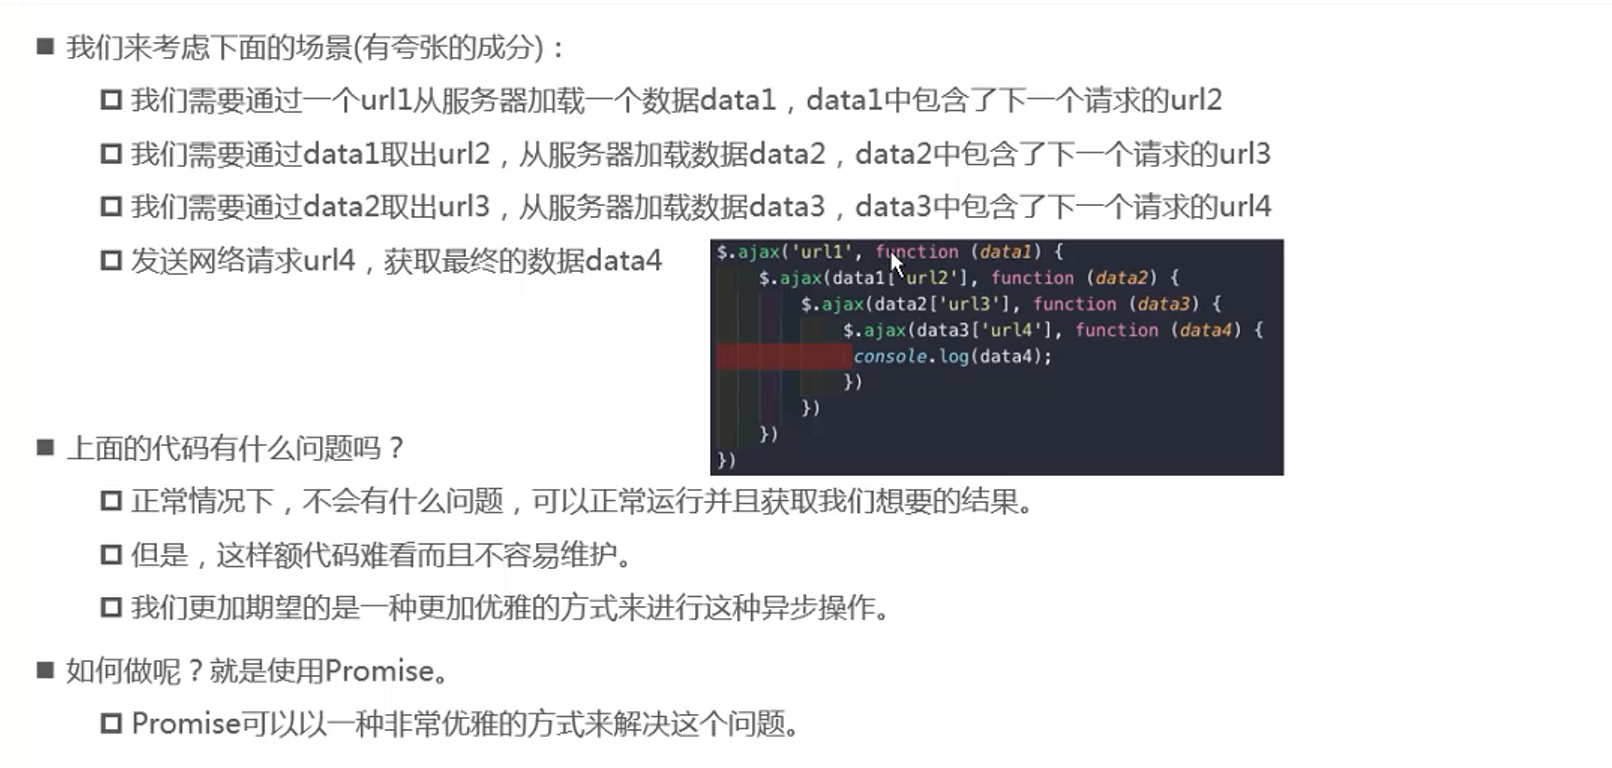 我们来考虑下面的场景(有夸张的成分)：
我们需要通过一个url1从服务器加载一个数据data1，data1中包含了下一个请求的url2
我们需要通过data1取出url2，从服务器加载数据data2，data2中包含了下一个请求的url3
我们需要通过data2取出url3，从服务器加载数据data3，data3中包含了下一个请求的url4
发送网络请求url4，获取最终的数据data4
$.ajax('url1', function (data1) {
$.ajax(data1['url2'], function (data2) {
$.ajax(data2['url3'], function (data3) {
$.ajax(data3['url4'], function (data4) {
console.log(data4);
})
})
})
})
上面的代码有什么问题吗？
正常情况下，不会有什么问题，可以正常运行并且获取我们想要的结果。
但是，这样额代码难看而且不容易维护。
我们更加期望的是一种更加优雅的方式来进行这种异步操作。
如何做呢？就是使用Promise。
Promise可以以一种非常优雅的方式来解决这个问题。